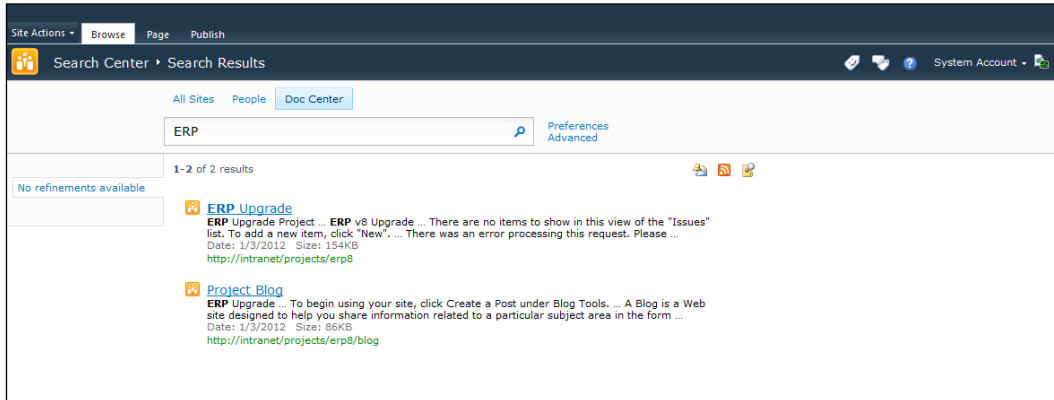 Site Actions Browse Page Publish
Search Center Search Results System Account
All Sites People Doc Center
ERP
Preferences
Advanced
1-2 of 2 results
No refinements available
ERP Upgrade
ERP Upgrade Project ... ERP v8 Upgrade ... There are no items to show in this view of the "Issues"
list. To add a new item, click "New". ... There was an error processing this request. Please ...
Date: 1/3/2012 Size: 154KB
http://intranet/projects/erp8
Project Blog
ERP Upgrade ... To begin using your site, click Create a Post under Blog Tools. ... A Blog is a Web
site designed to help you share information related to a particular subject area in the form ...
Date: 1/3/2012 Size: 86KB
http://intranet/projects/erp8/blog